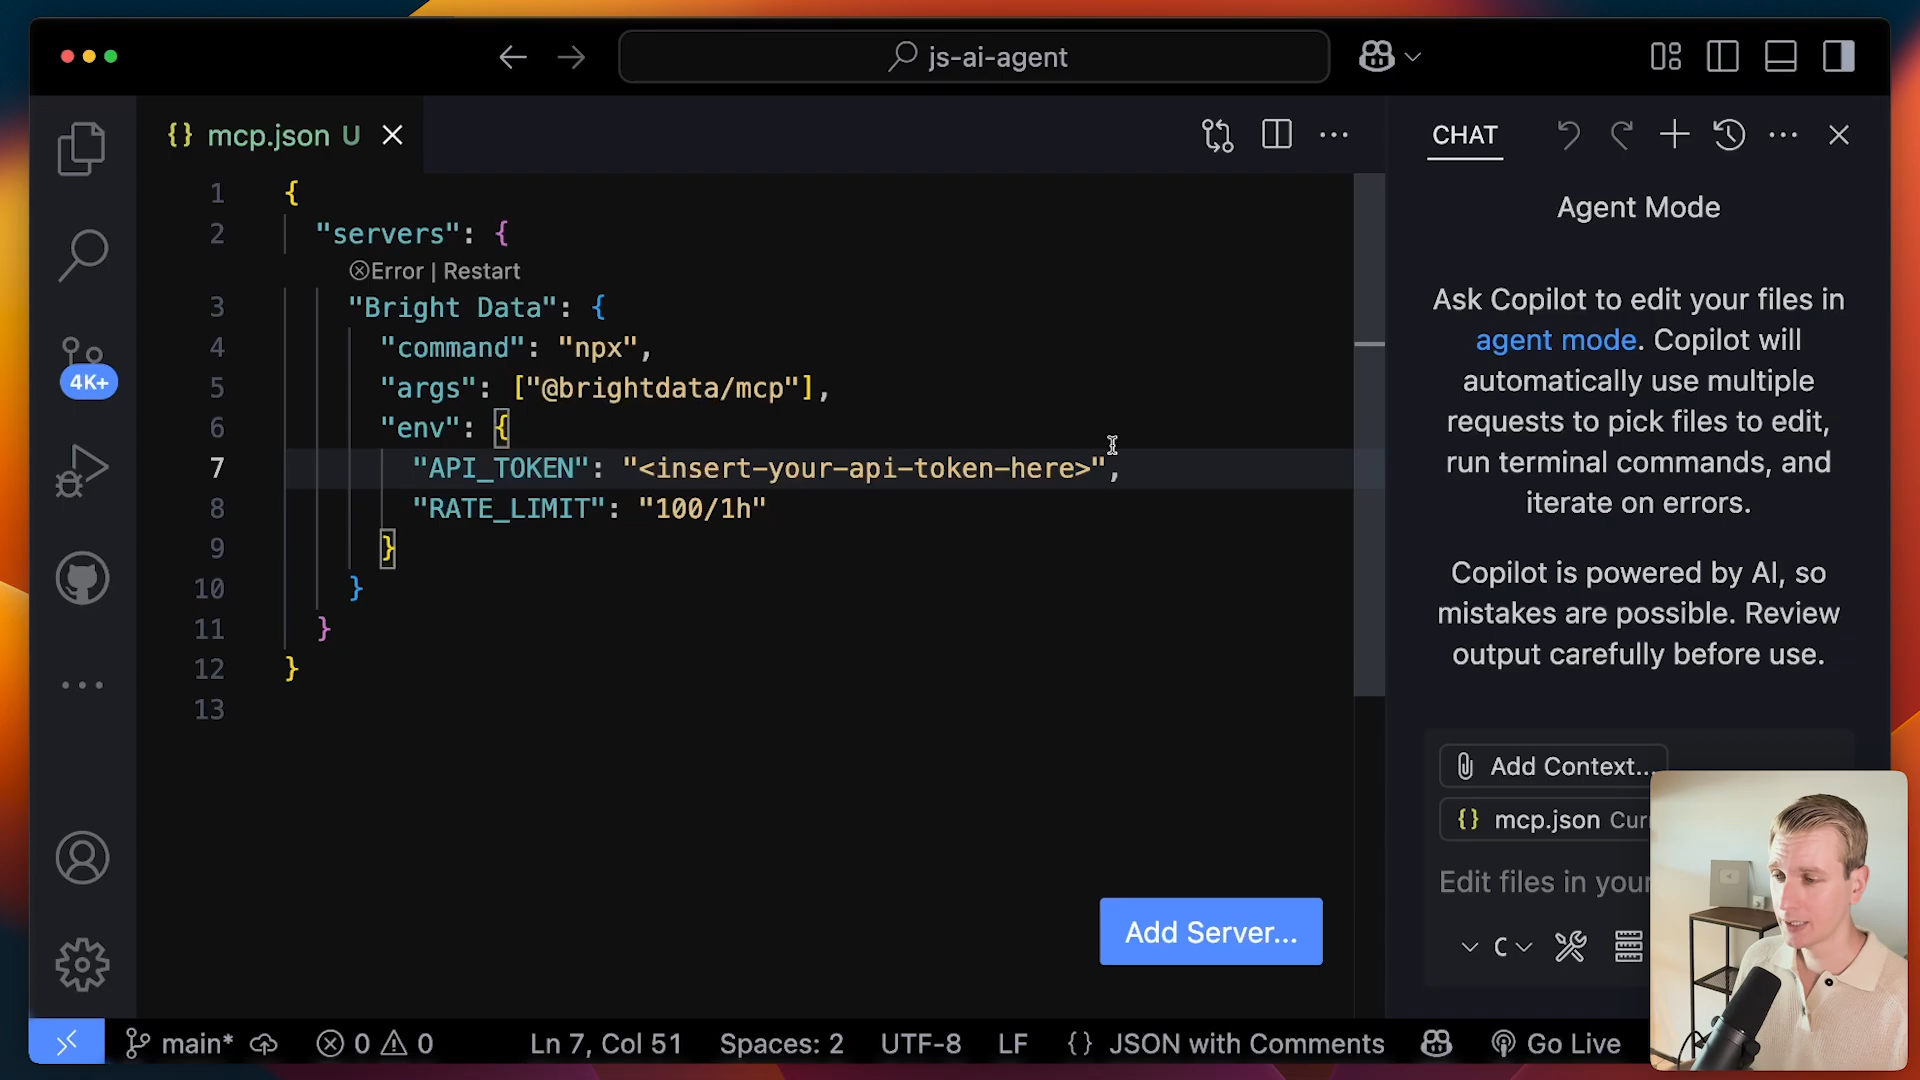 js-ai-agent
{} mcp.json U
1 {
2 "servers": {
Error | Restart
3 "Bright Data": {
4 "command": "npx",
5 "args": ["@brightdata/mcp"],
6 "env": {
7 "API_TOKEN": "<insert-your-api-token-here>",
8 "RATE_LIMIT": "100/1h"
9 }
10 }
11 }
12 }
13
4K+
Add Server...
CHAT
Agent Mode
Ask Copilot to edit your files in
agent mode. Copilot will
automatically use multiple
requests to pick files to edit,
run terminal commands, and
iterate on errors.
Copilot is powered by AI, so
mistakes are possible. Review
output carefully before use.
Add Context...
{} mcp.json Curr
Edit files in your
C
main* 0 0 Ln 7, Col 51 Spaces: 2 UTF-8 LF {} JSON with Comments Go Live